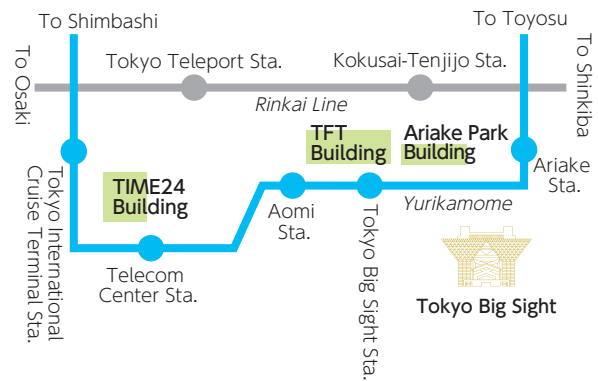 To Shimbashi
To Toyosu
To Osaki
Tokyo Teleport Sta.
Kokusai-Tenjijo Sta.
To Shinkiba
Rinkai Line
TFT
Building
Ariake Park
Building
Ariake
Sta.
Tokyo International
Cruise Terminal Sta.
TIME24
Building
Aomi
Sta.
Tokyo Big Sight Sta.
Yurikamome
Telecom
Center Sta.
Tokyo Big Sight